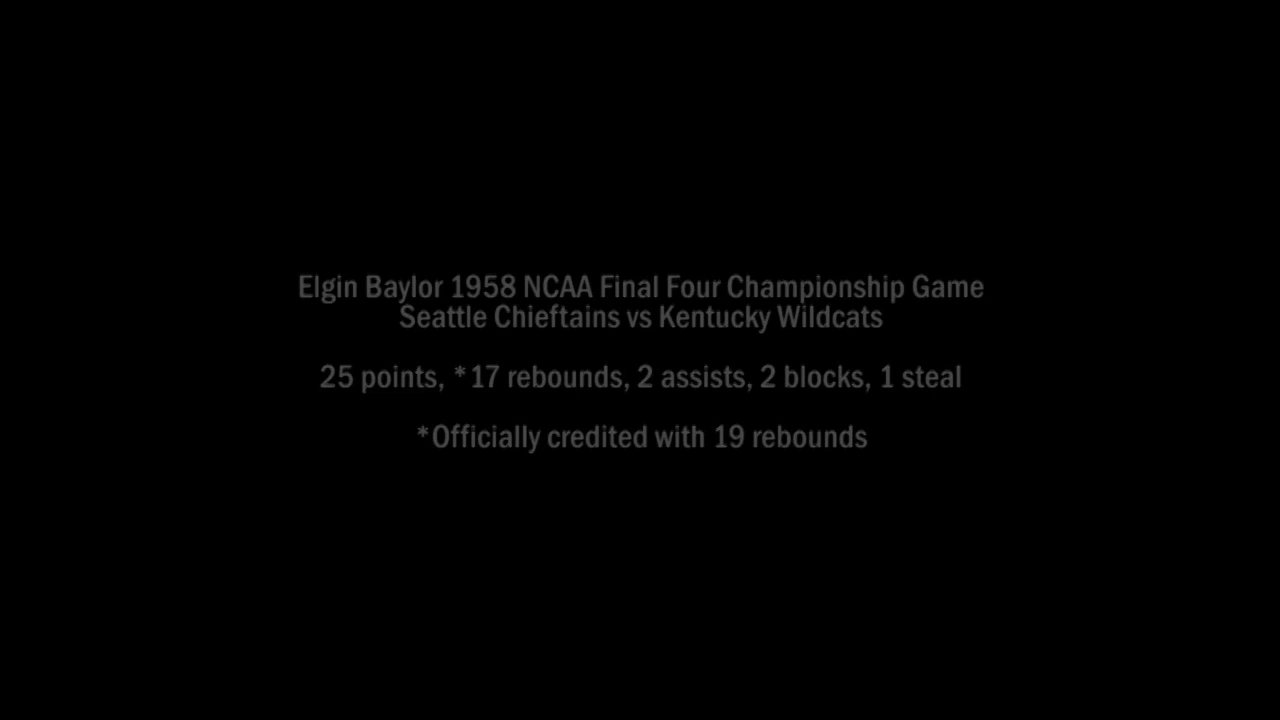 Elgin Baylor 1958 NCAA Final Four Championship Game
Seattle Chieftains vs Kentucky Wildcats
25 points, *17 rebounds, 2 assists, 2 blocks, 1 steal
*Officially credited with 19 rebounds